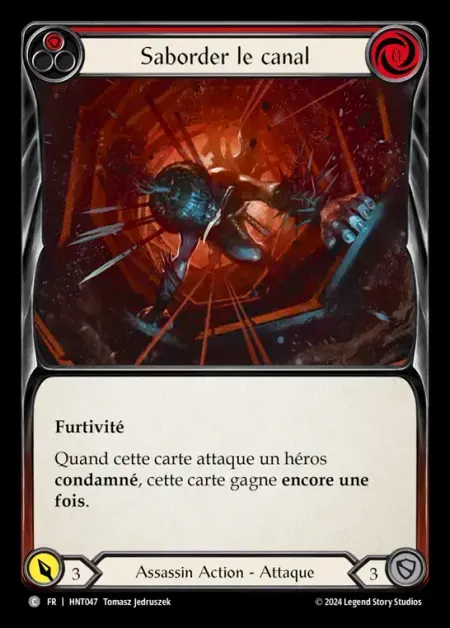 Saborder le canal
0
Furtivité
Quand cette carte attaque un héros
condamné, cette carte gagne encore une
fois.
3
Assassin Action - Attaque
3
C FR | HNT047 Tomasz Jedruszek
© 2024 Legend Story Studios